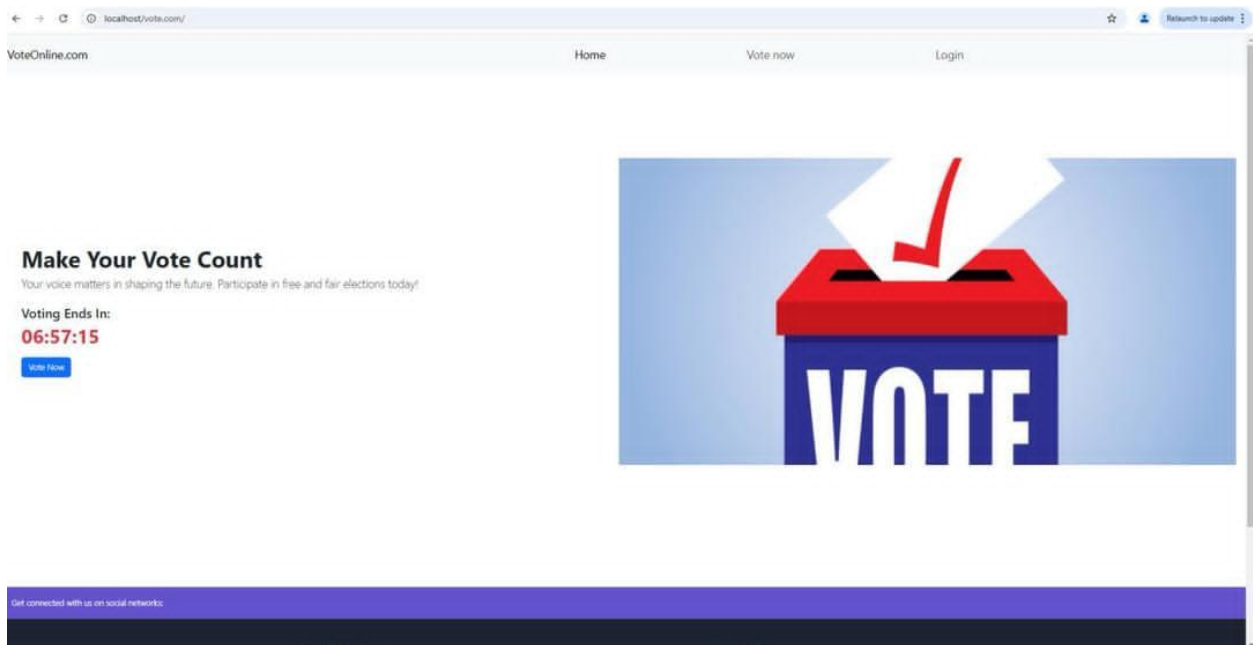 localhost/vote.com/
Relaunch to update
VoteOnline.com Home Vote now Login
Make Your Vote Count
Your voice matters in shaping the future. Participate in free and fair elections today!
Voting Ends In:
06:57:15
Vote Now
VOTE
Get connected with us on social networks: